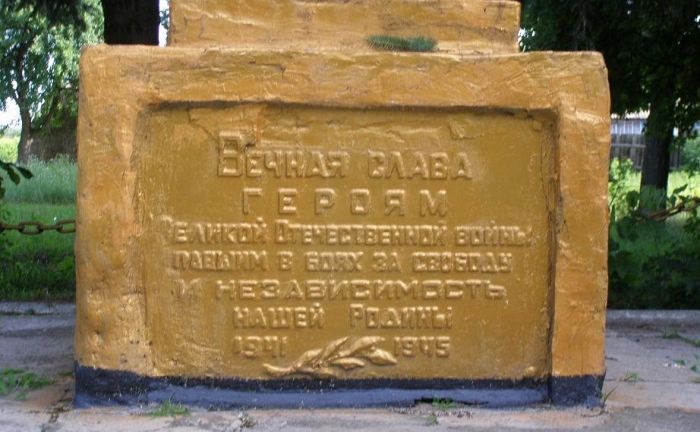 Вечная слава
героям
Великой Отечественной войны
павшим в боях за свободу
и независимость
нашей Родины
1941 1945